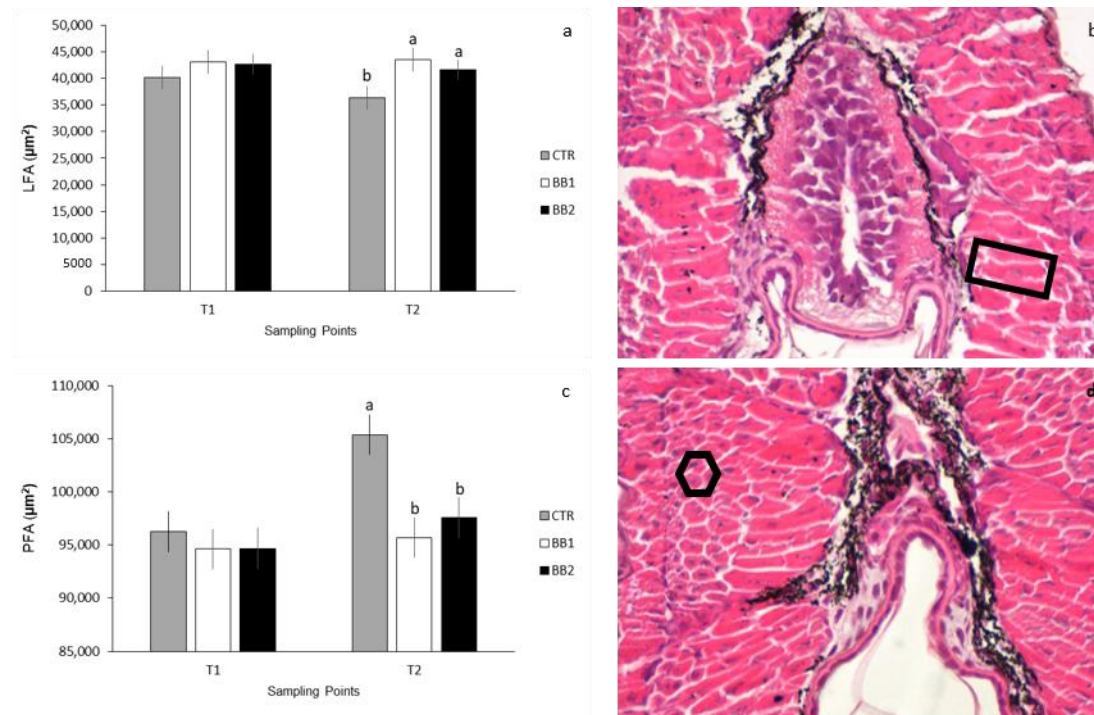 a
50,000
45,000
40,000
35,000
30,000
25,000
20,000
15,000
10,000
5000
0
LFA (µm²)
b a a
T1 T2
Sampling Points
CTR
BB1
BB2
b
c
110,000
105,000
100,000
95,000
90,000
85,000
PFA (µm²)
a b b
T1 T2
Sampling Points
CTR
BB1
BB2
d